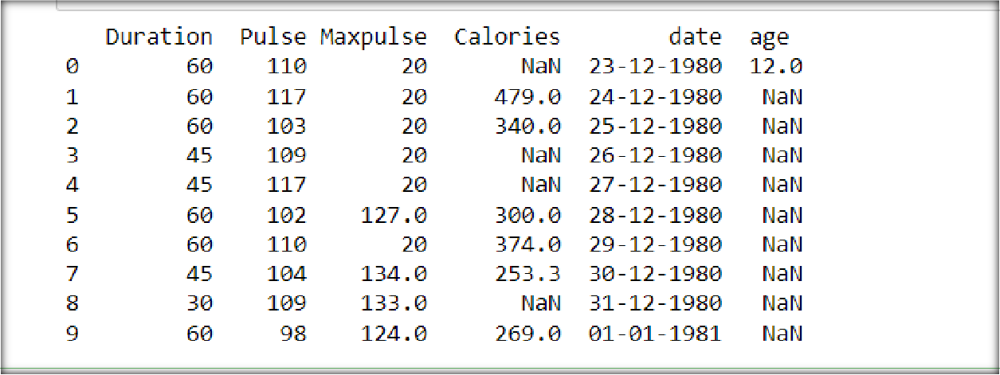 Duration Pulse Maxpulse Calories date age
0 60 110 20 NaN 23-12-1980 12.0
1 60 117 20 479.0 24-12-1980 NaN
2 60 103 20 340.0 25-12-1980 NaN
3 45 109 20 NaN 26-12-1980 NaN
4 45 117 20 NaN 27-12-1980 NaN
5 60 102 127.0 300.0 28-12-1980 NaN
6 60 110 20 374.0 29-12-1980 NaN
7 45 104 134.0 253.3 30-12-1980 NaN
8 30 109 133.0 NaN 31-12-1980 NaN
9 60 98 124.0 269.0 01-01-1981 NaN